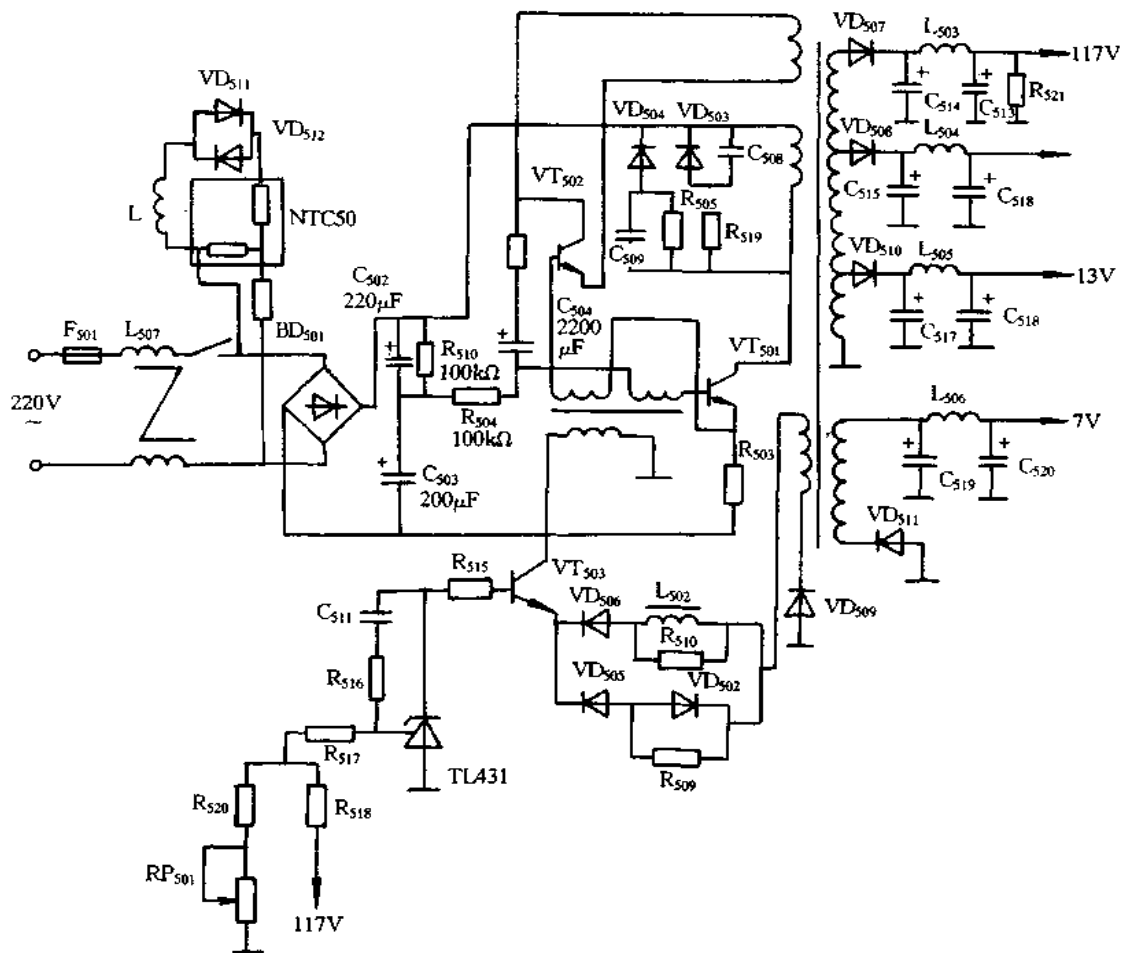 VD507
L503
117V
VD511
C514
C513
R521
VD512
VD504
VD503
VD508
L504
C508
VT502
C515
C518
L
NTC50
R505
R519
C509
VD510
L505
13V
C502
220μF
C504
2200
μF
C517
C518
F501
L507
BD501
R510
100kΩ
VT501
220V
~
R504
100kΩ
L506
7V
R503
C503
200μF
C519
C520
VD511
R515
VT503
VD506
L502
VD509
C511
R510
R516
VD505
VD502
R517
TL431
R509
R520
R518
RP501
117V